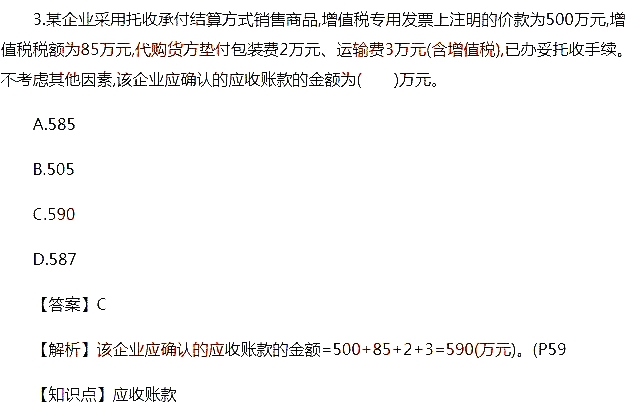 3.某企业采用托收承付结算方式销售商品,增值税专用发票上注明的价款为500万元,增
值税税额为85万元,代购货方垫付包装费2万元、运输费3万元(含增值税),已办妥托收手续。
不考虑其他因素,该企业应确认的应收账款的金额为( )万元。
A.585
B.505
C.590
D.587
【答案】C
【解析】该企业应确认的应收账款的金额=500+85+2+3=590(万元)。(P59
【知识点】应收账款